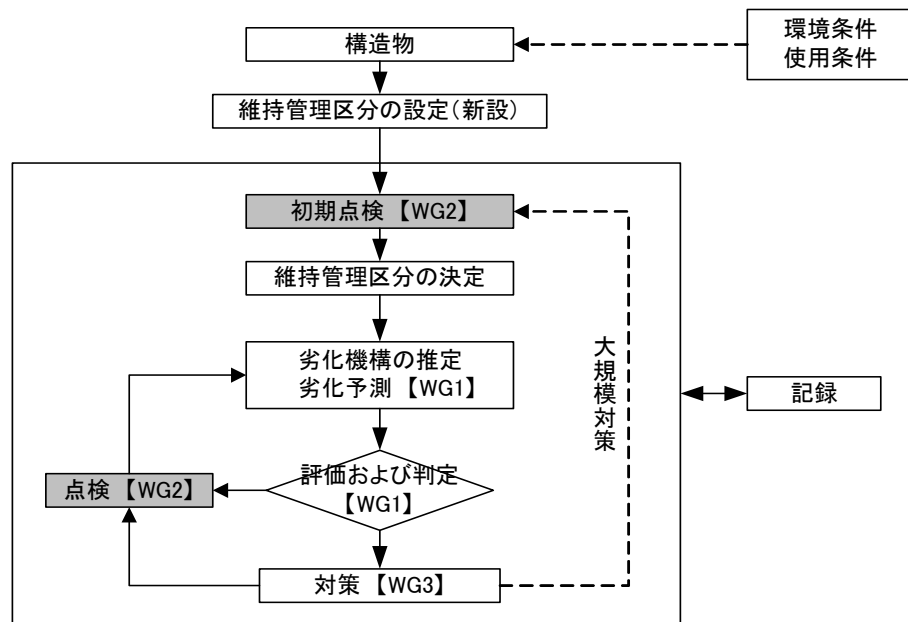 構造物
環境条件
使用条件
維持管理区分の設定(新設)
初期点検 【WG2】
維持管理区分の決定
劣化機構の推定
劣化予測 【WG1】
大規模対策
記録
評価および判定
【WG1】
点検 【WG2】
対策 【WG3】